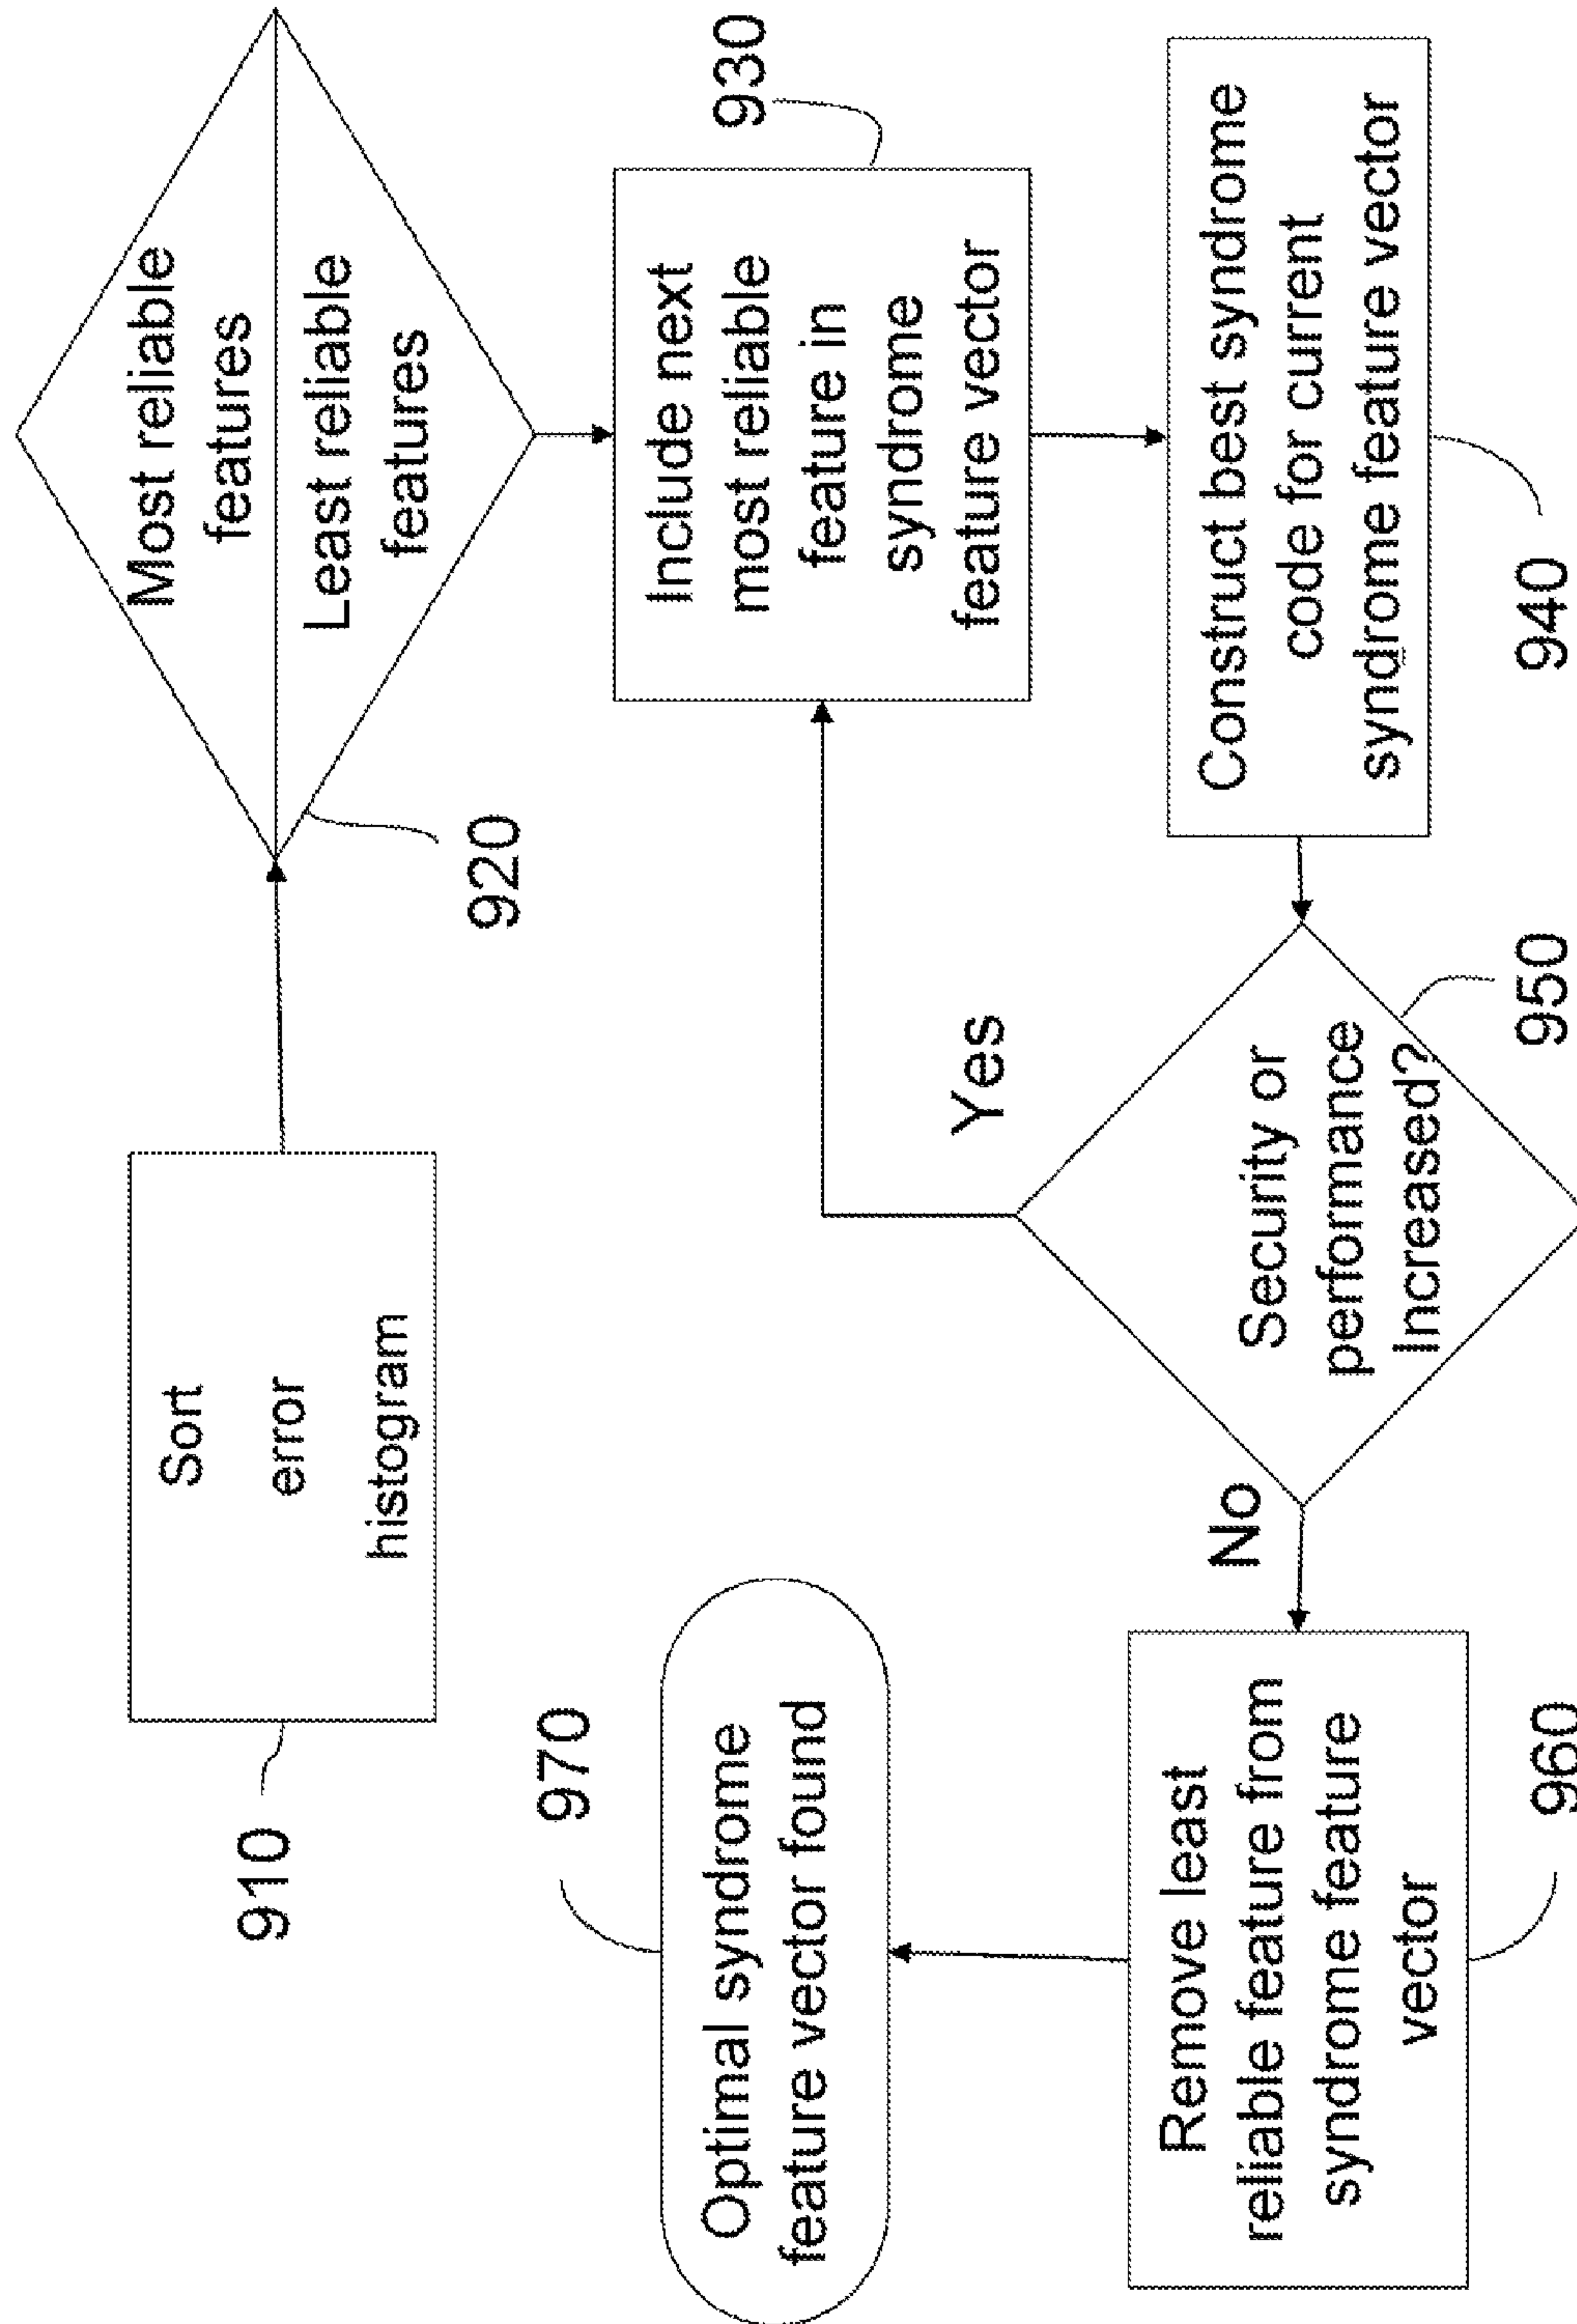 Sort
error
histogram
910
Most reliable
features
Least reliable
features
920
Include next
most reliable
feature in
syndrome
feature vector
930
Construct best syndrome
code for current
syndrome feature vector
940
Security or
performance
Increased?
950
Yes
No
Remove least
reliable feature from
syndrome feature
vector
960
Optimal syndrome
feature vector found
970